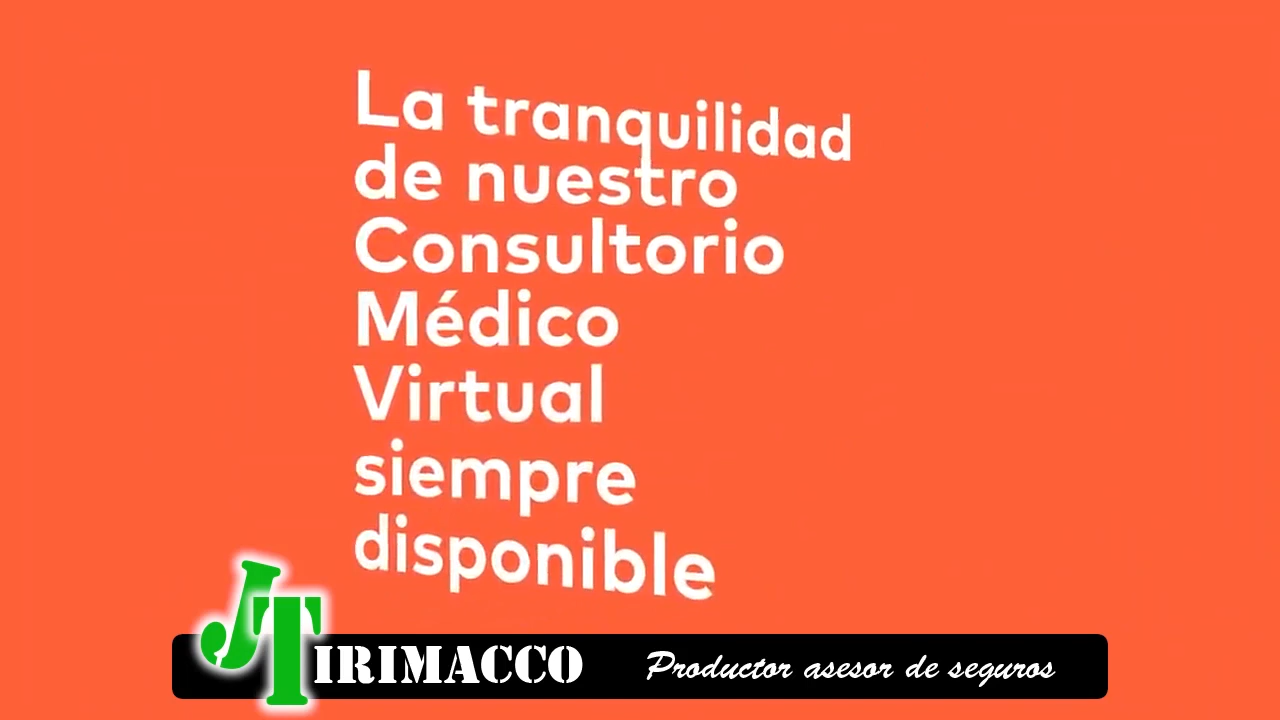 La tranquilidad
de nuestro
Consultorio
Médico
Virtual
siempre
disponible
JTIRIMACCO Productor asesor de seguros